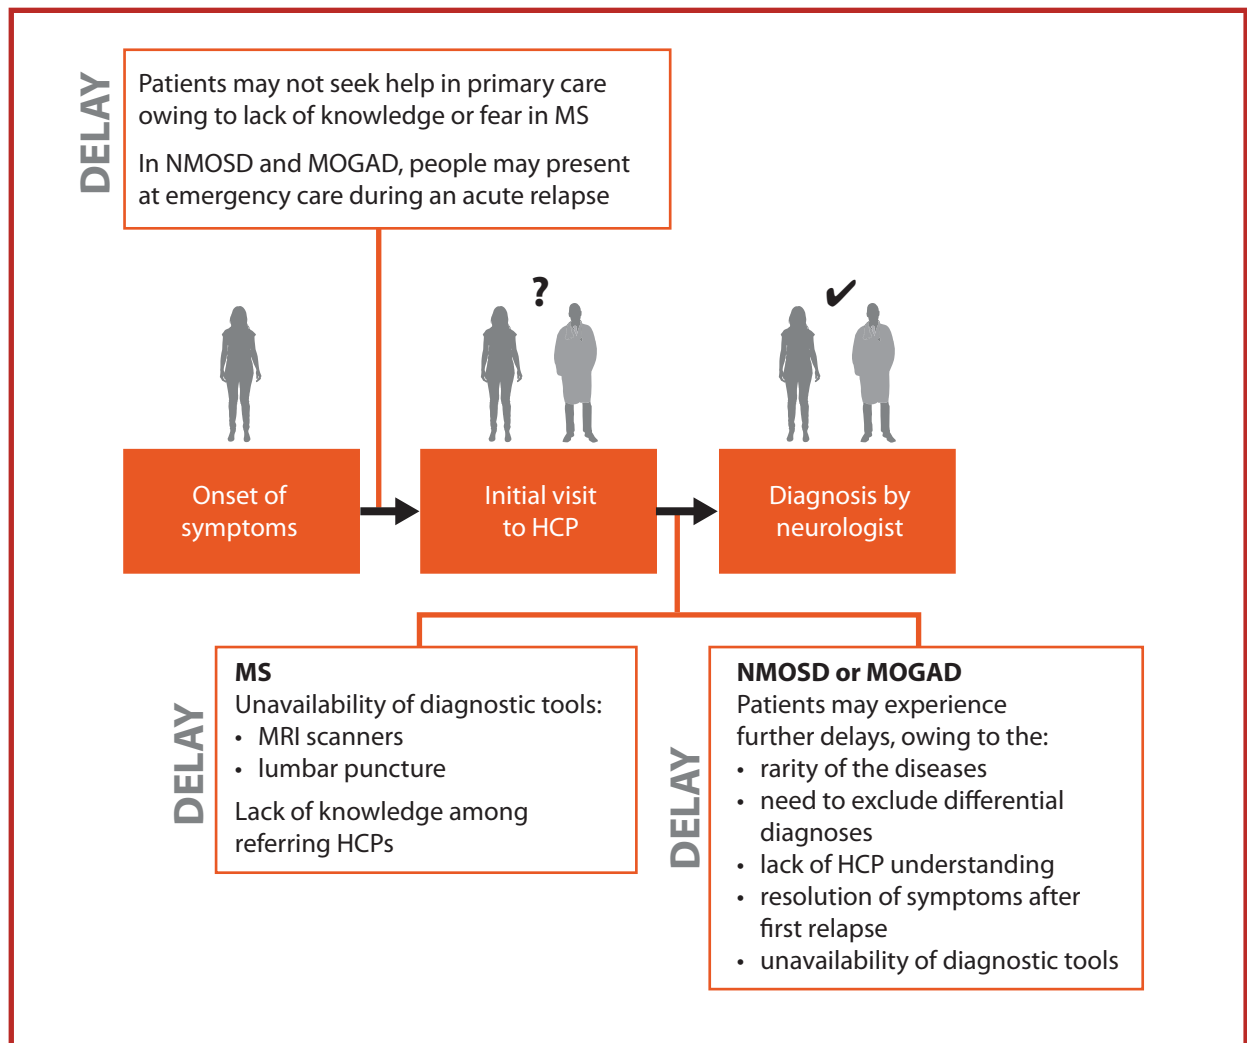 DELAY
Patients may not seek help in primary care
owing to lack of knowledge or fear in MS
In NMOSD and MOGAD, people may present
at emergency care during an acute relapse
?
Onset of
symptoms
Initial visit
to HCP
Diagnosis by
neurologist
DELAY
MS
Unavailability of diagnostic tools:
• MRI scanners
• lumbar puncture
Lack of knowledge among
referring HCPs
DELAY
NMOSD or MOGAD
Patients may experience
further delays, owing to the:
• rarity of the diseases
• need to exclude differential
diagnoses
• lack of HCP understanding
• resolution of symptoms after
first relapse
• unavailability of diagnostic tools